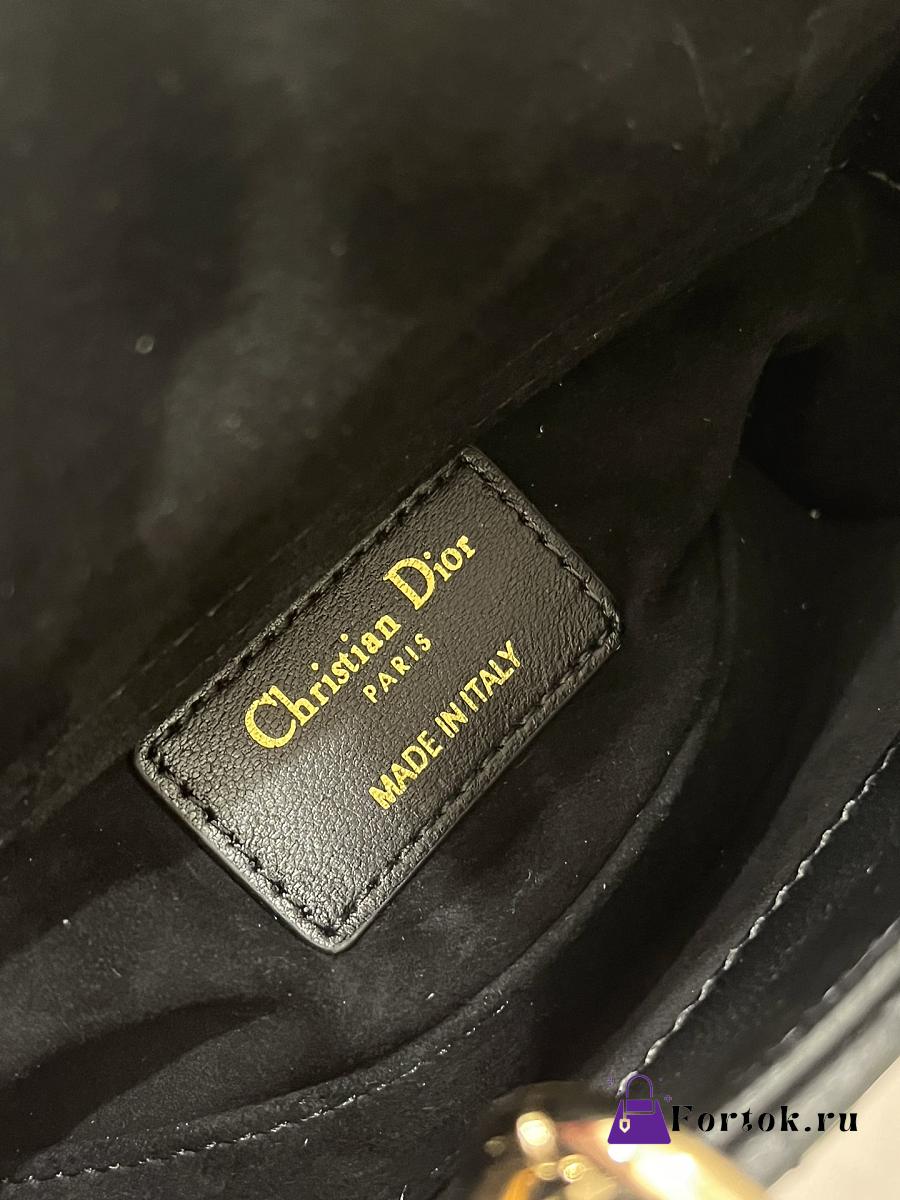 Christian Dior
PARIS
MADE IN ITALY
Fortok.ru